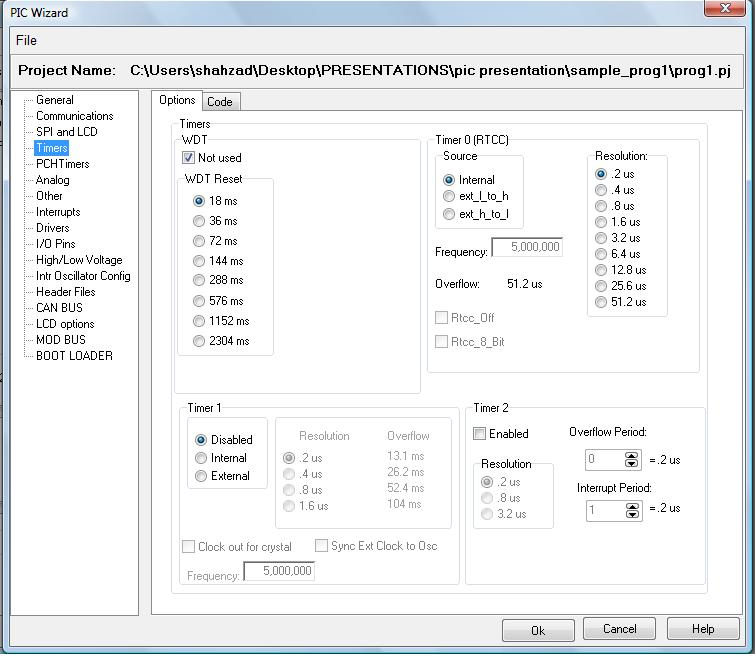 PIC Wizard
File
Project Name: C:\Users\shahzad\Desktop\PRESENTATIONS\pic presentation\sample_prog1\prog1.pj
General
Communications
SPI and LCD
Timers
PCHTimers
Analog
Other
Interrupts
Drivers
I/O Pins
High/Low Voltage
Intr Oscillator Config
Header Files
CAN BUS
LCD options
MOD BUS
BOOT LOADER
Options
Code
Timers
WDT
Not used
WDT Reset
18 ms
36 ms
72 ms
144 ms
288 ms
576 ms
1152 ms
2304 ms
Timer 0 (RTCC)
Source
Internal
ext_l_to_h
ext_h_to_l
Frequency: 5,000,000
Overflow: 51.2 us
Rtcc_Off
Rtcc_8_Bit
Resolution:
.2 us
.4 us
.8 us
1.6 us
3.2 us
6.4 us
12.8 us
25.6 us
51.2 us
Timer 1
Disabled
Internal
External
Resolution Overflow
.2 us 13.1 ms
.4 us 26.2 ms
.8 us 52.4 ms
1.6 us 104 ms
Clock out for crystal
Sync Ext Clock to Osc
Frequency: 5,000,000
Timer 2
Enabled
Resolution
.2 us
.8 us
3.2 us
Overflow Period:
0 = .2 us
Interrupt Period:
1 = .2 us
Ok
Cancel
Help